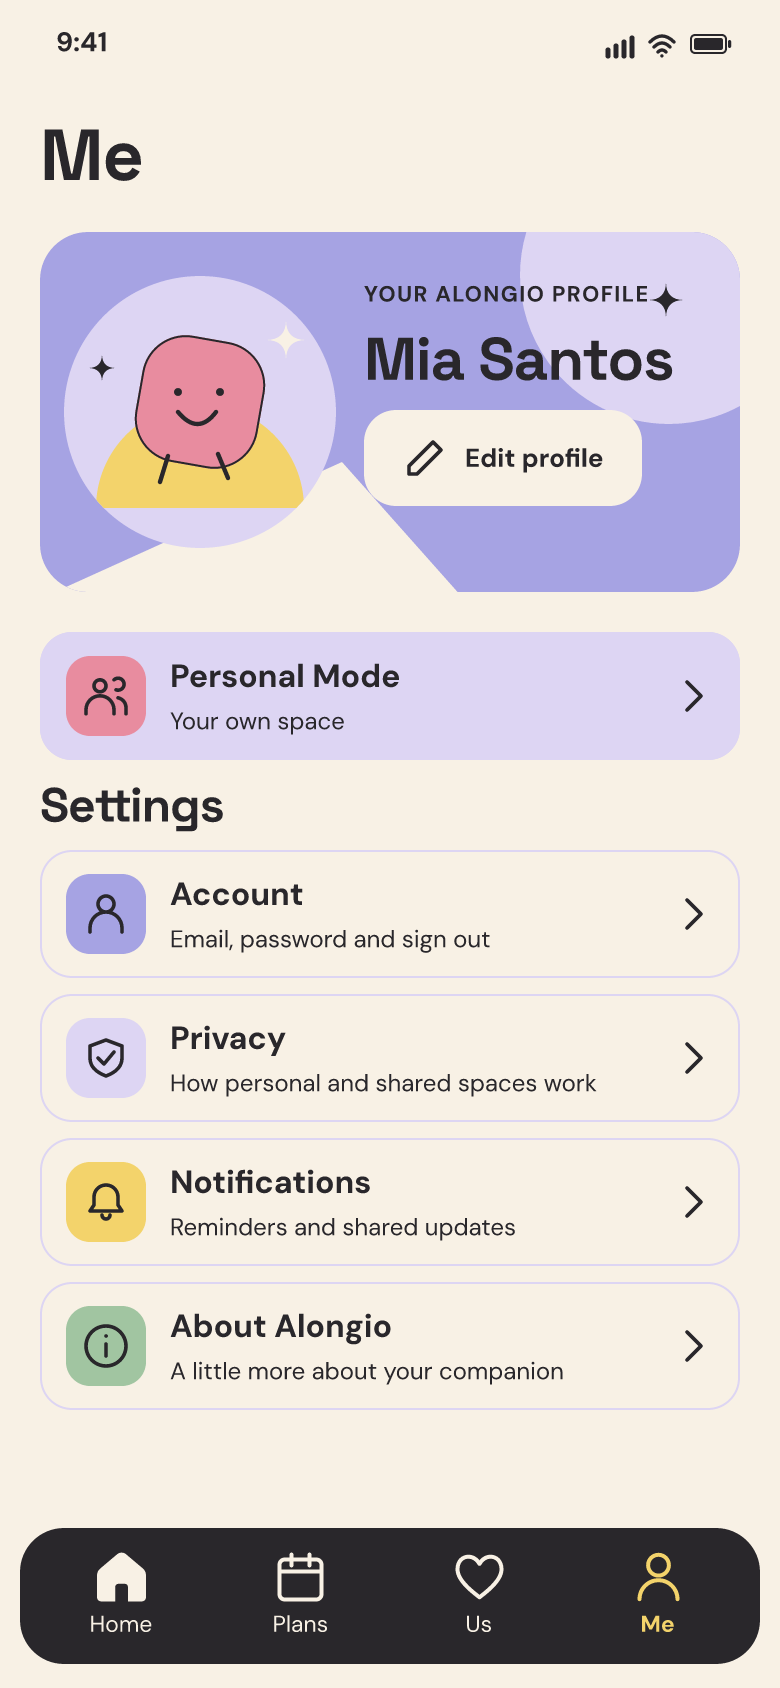 9:41
Me
YOUR ALONGIO PROFILE
Mia Santos
Edit profile
Personal Mode
Your own space
Settings
Account
Email, password and sign out
Privacy
How personal and shared spaces work
Notifications
Reminders and shared updates
About Alongio
A little more about your companion
Home
Plans
Us
Me